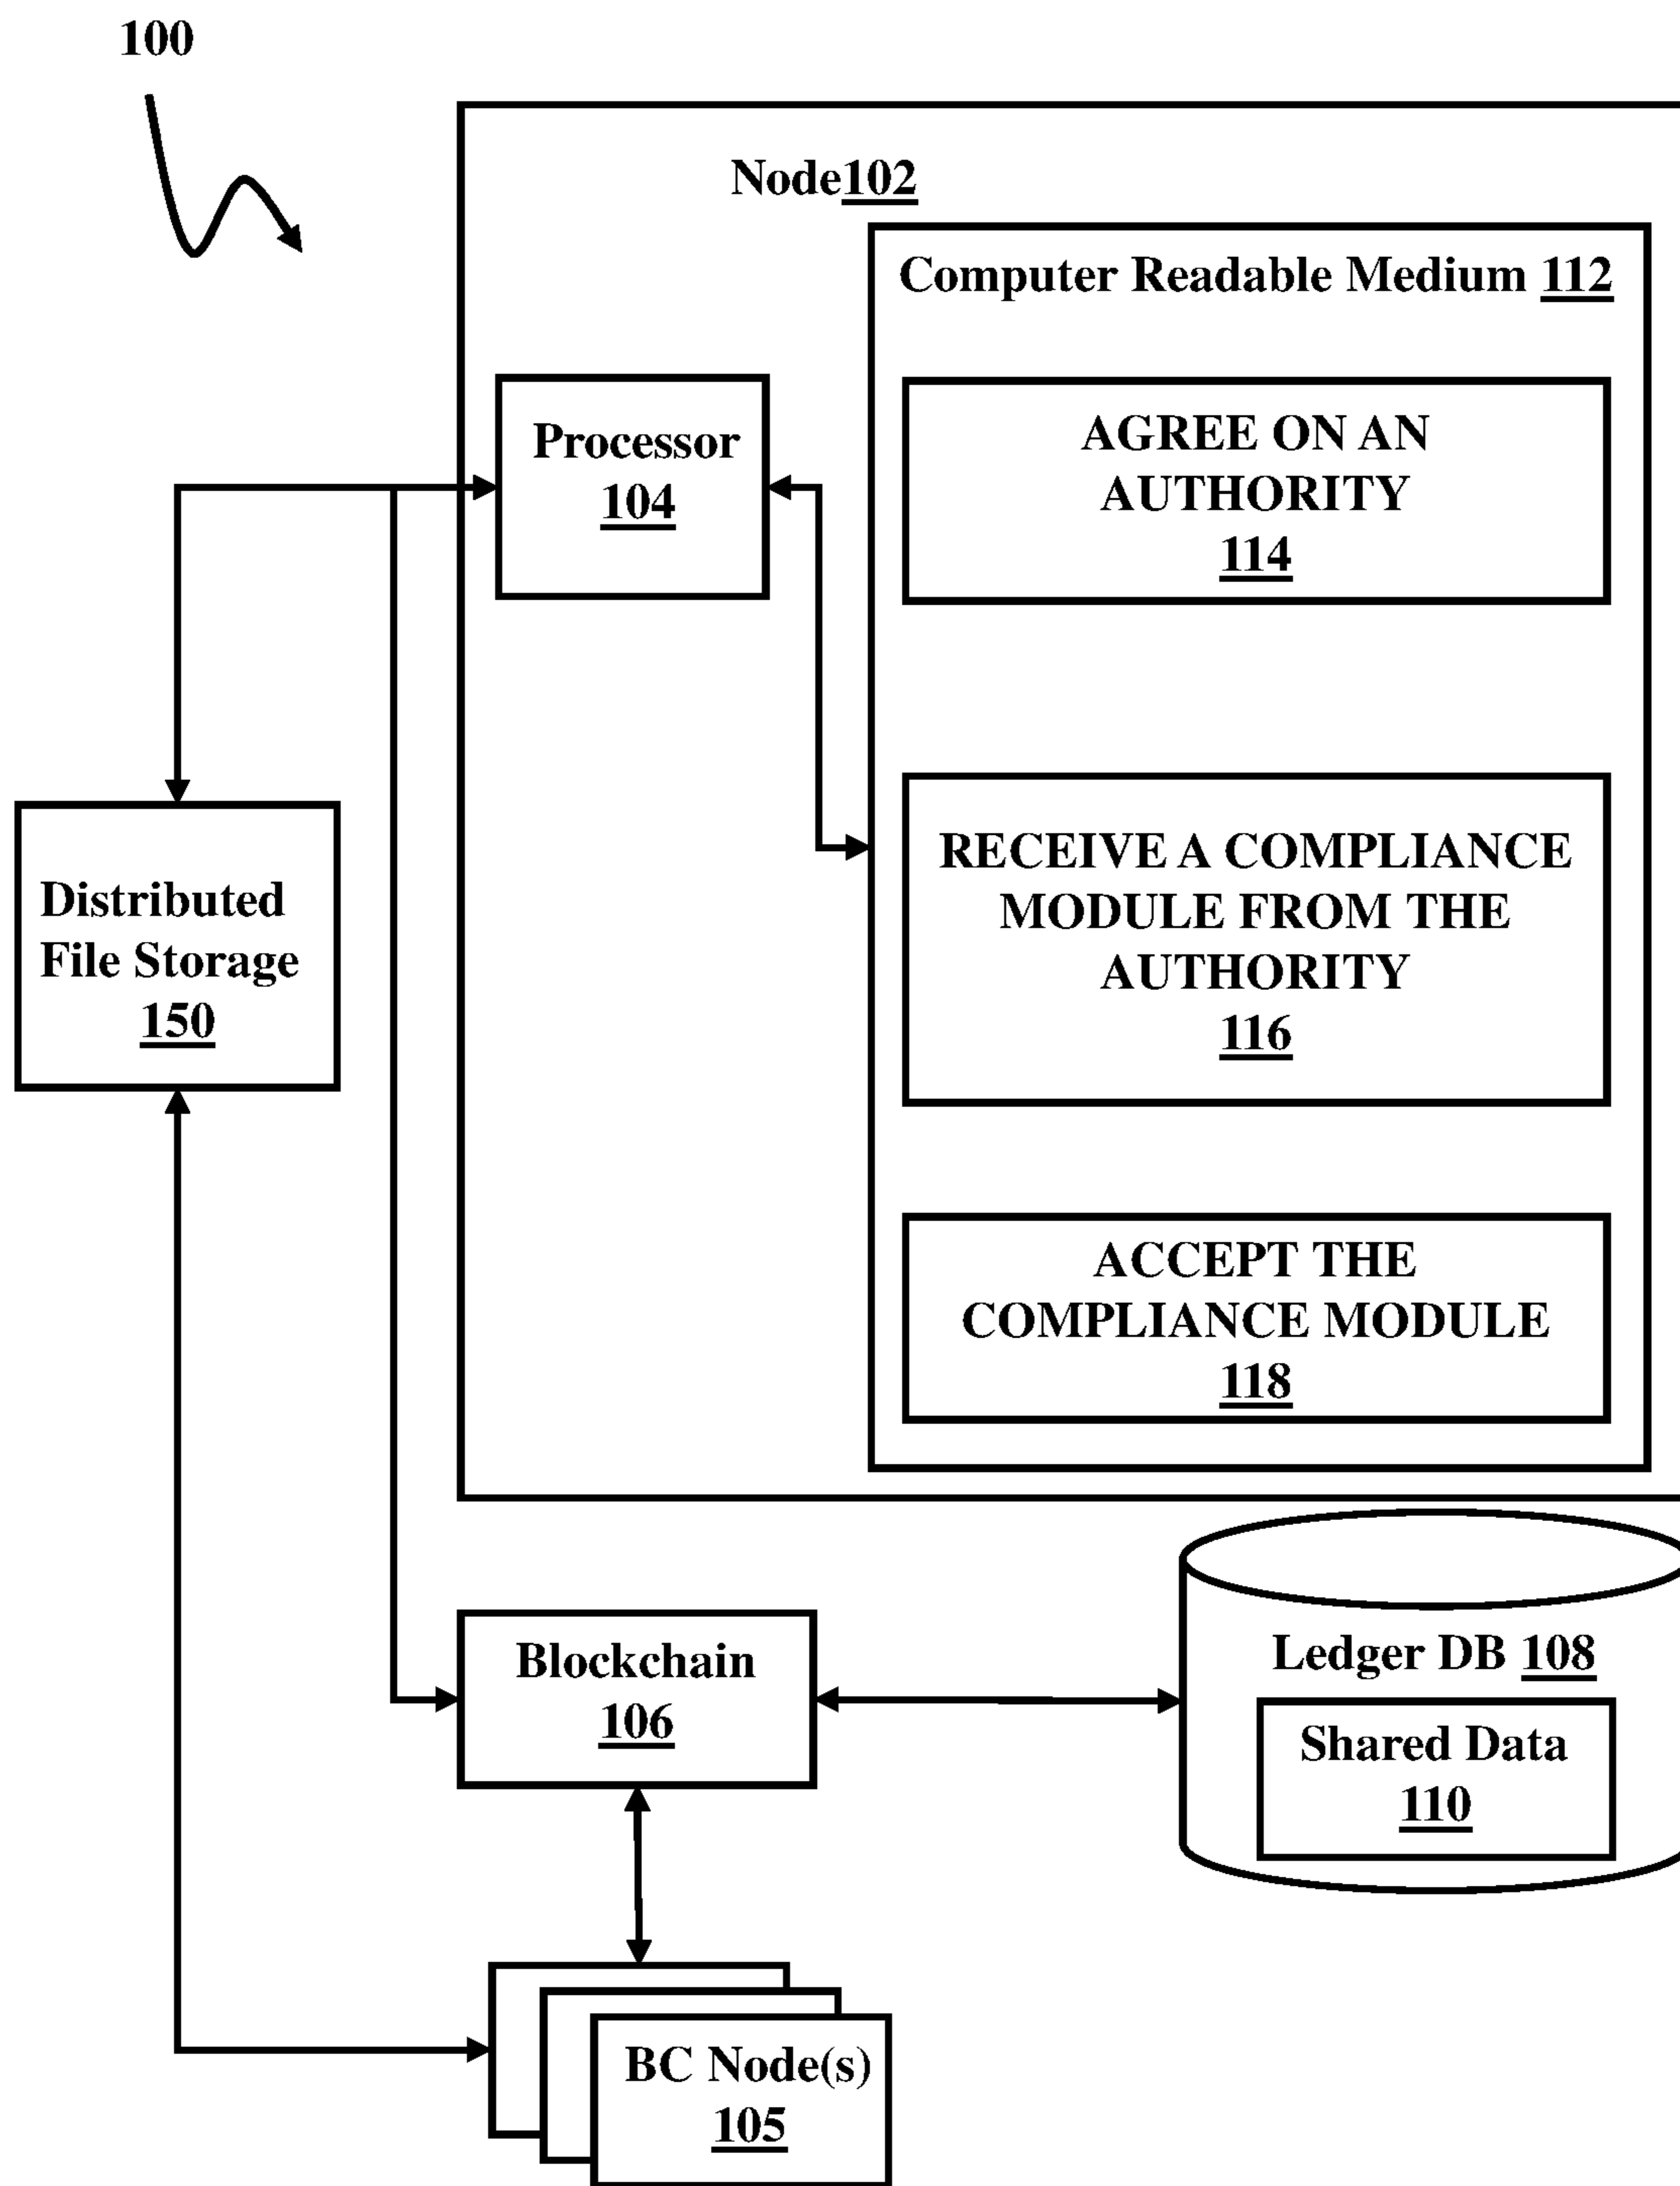 100
Node102
Computer Readable Medium 112
Processor
104
AGREE ON AN
AUTHORITY
114
RECEIVE A COMPLIANCE
MODULE FROM THE
AUTHORITY
116
Distributed
File Storage
150
ACCEPT THE
COMPLIANCE MODULE
118
Blockchain
106
Ledger DB 108
Shared Data
110
BC Node(s)
105